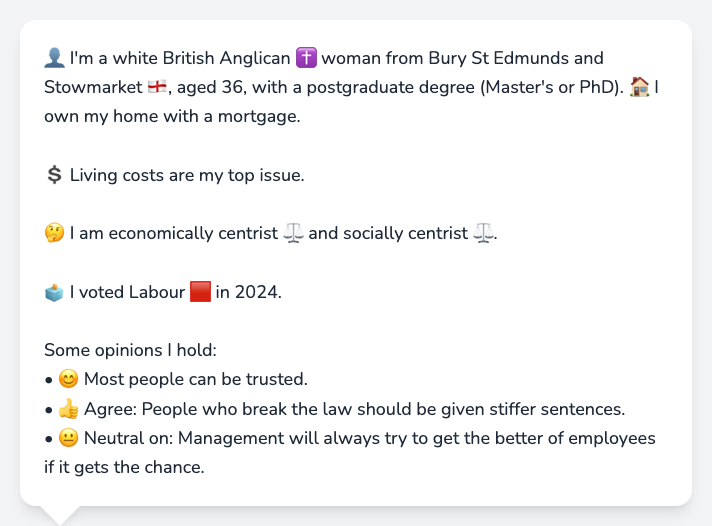 👤 I'm a white British Anglican ✝️ woman from Bury St Edmunds and
Stowmarket 🏴󠁧󠁢󠁥󠁮󠁧󠁿, aged 36, with a postgraduate degree (Master's or PhD). 🏠 I
own my home with a mortgage.
💲 Living costs are my top issue.
🤔 I am economically centrist ⚖️ and socially centrist ⚖️.
🗳️ I voted Labour 🟥 in 2024.
Some opinions I hold:
• 😊 Most people can be trusted.
• 👍 Agree: People who break the law should be given stiffer sentences.
• 😐 Neutral on: Management will always try to get the better of employees
if it gets the chance.